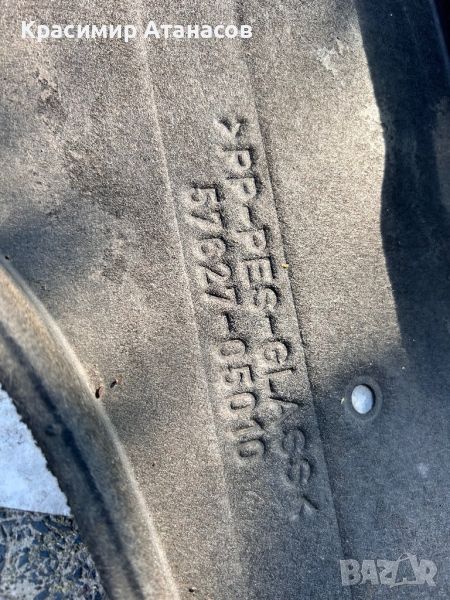 Красимир Атанасов
>PP-PES-GLASS<
57627-05010
BAZAR